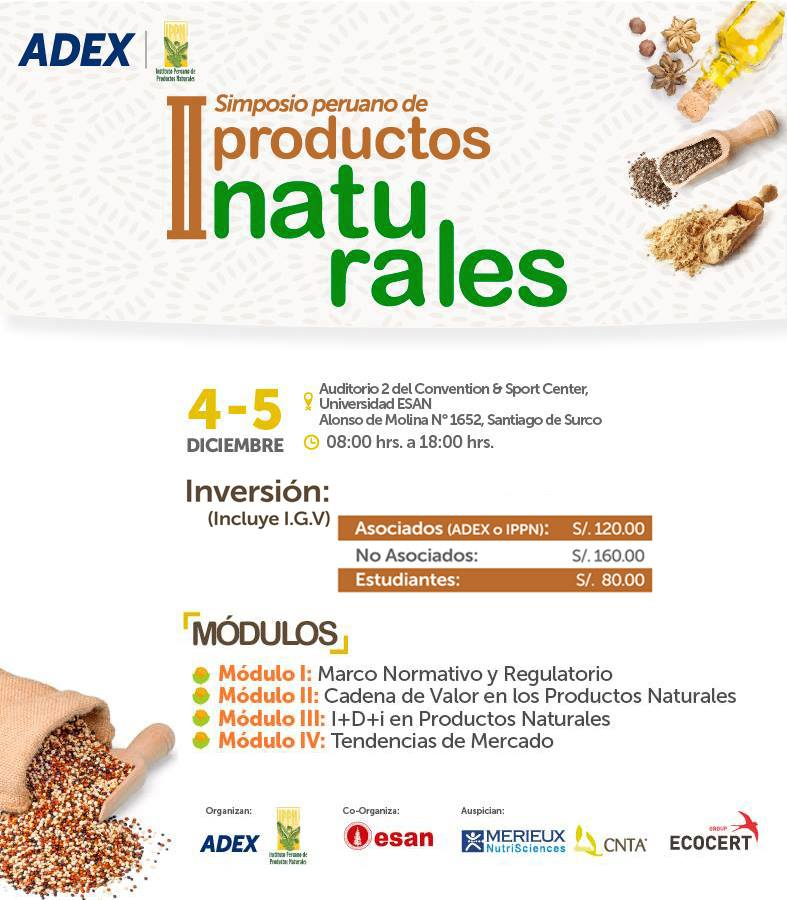 ADEX
IPPN
Instituto Peruano de
Productos Naturales
II Simposio peruano de
productos
natu
rales
4-5
DICIEMBRE
Auditorio 2 del Convention & Sport Center,
Universidad ESAN
Alonso de Molina N° 1652, Santiago de Surco
08:00 hrs. a 18:00 hrs.
Inversión:
(Incluye I.G.V)
Asociados (ADEX o IPPN): S/. 120.00
No Asociados: S/. 160.00
Estudiantes: S/. 80.00
MÓDULOS
Módulo I: Marco Normativo y Regulatorio
Módulo II: Cadena de Valor en los Productos Naturales
Módulo III: I+D+i en Productos Naturales
Módulo IV: Tendencias de Mercado
Organizan:
ADEX
IPPN
Instituto Peruano de
Productos Naturales
Co-Organiza:
esan
Auspician:
MERIEUX
NutriSciences
CNTA
GROUP
ECOCERT